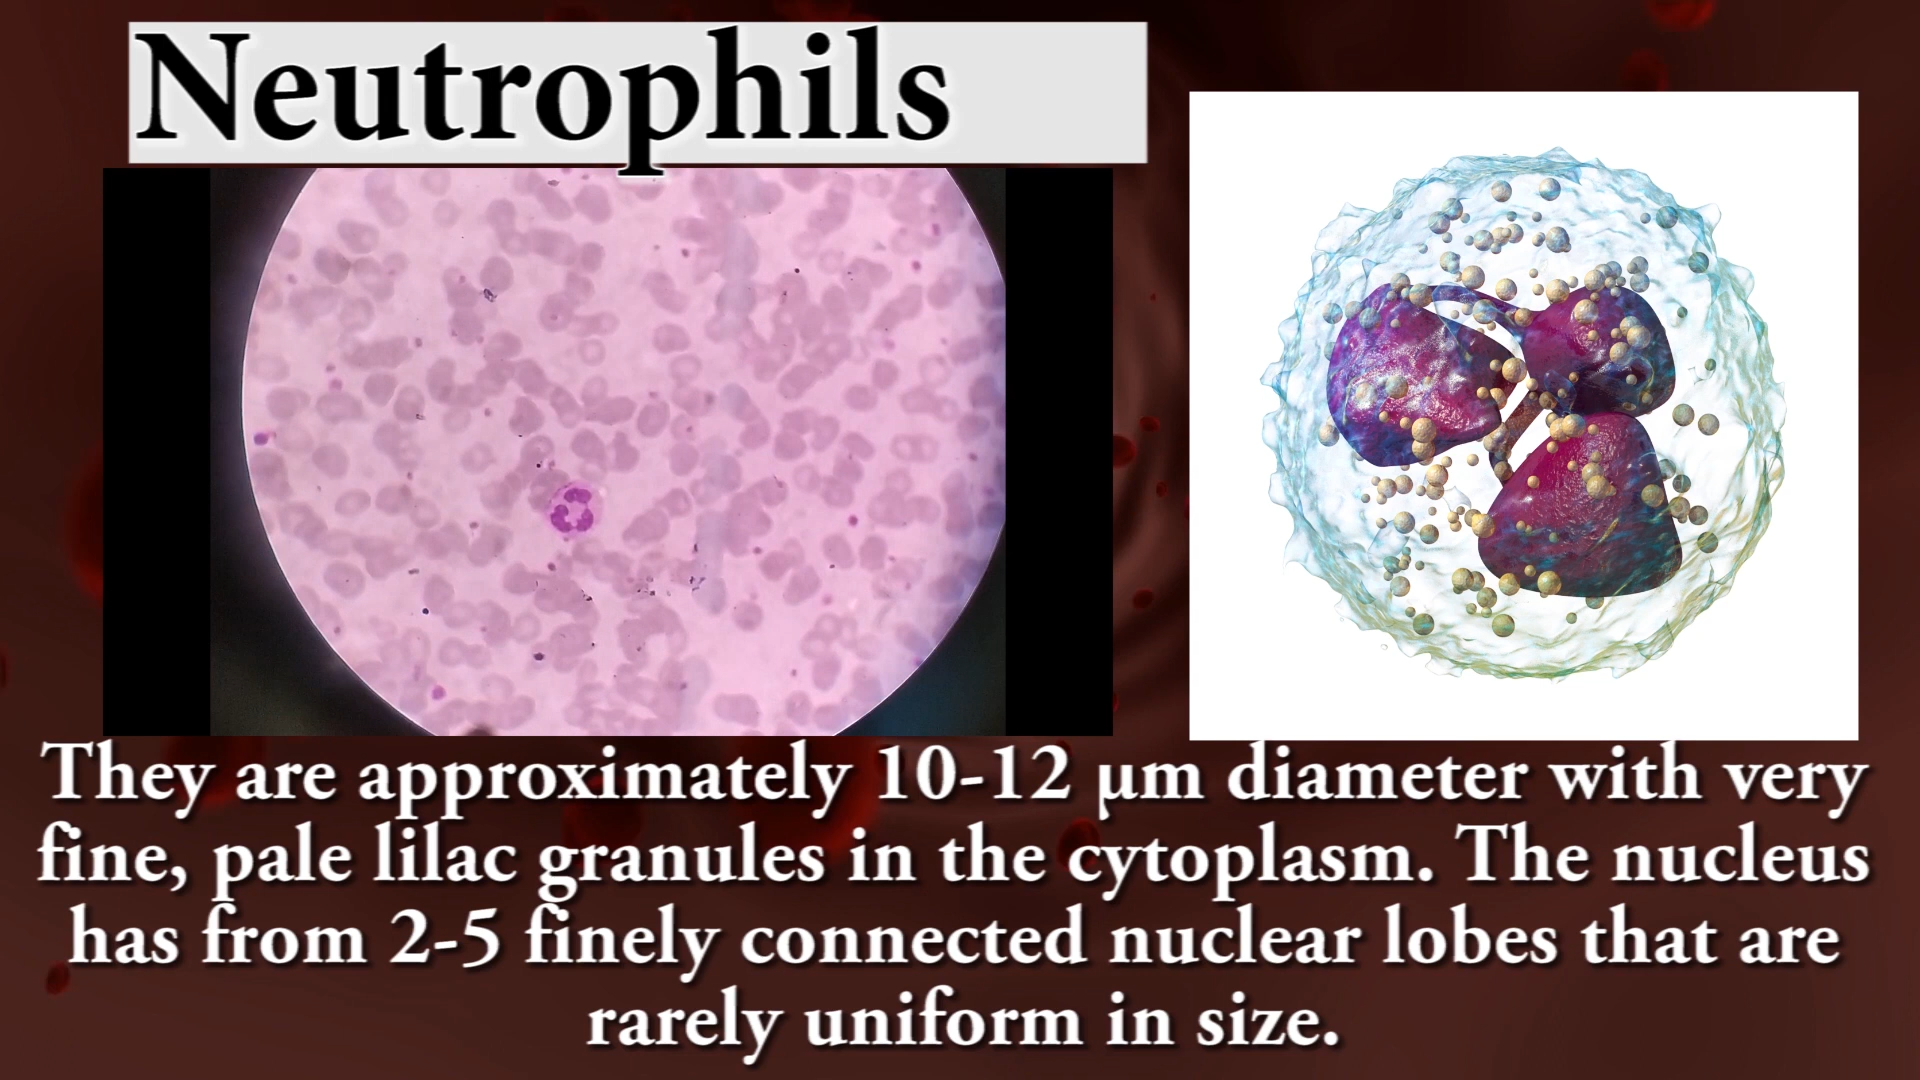 Neutrophils
They are approximately 10-12 µm diameter with very
fine, pale lilac granules in the cytoplasm. The nucleus
has from 2-5 finely connected nuclear lobes that are
rarely uniform in size.